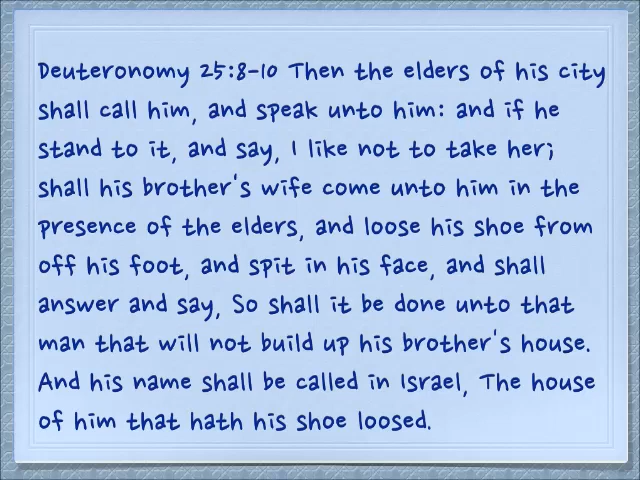 Deuteronomy 25:8-10 Then the elders of his city
shall call him, and speak unto him: and if he
stand to it, and say, I like not to take her;
shall his brother's wife come unto him in the
presence of the elders, and loose his shoe from
off his foot, and spit in his face, and shall
answer and say, So shall it be done unto that
man that will not build up his brother's house.
And his name shall be called in Israel, The house
of him that hath his shoe loosed.